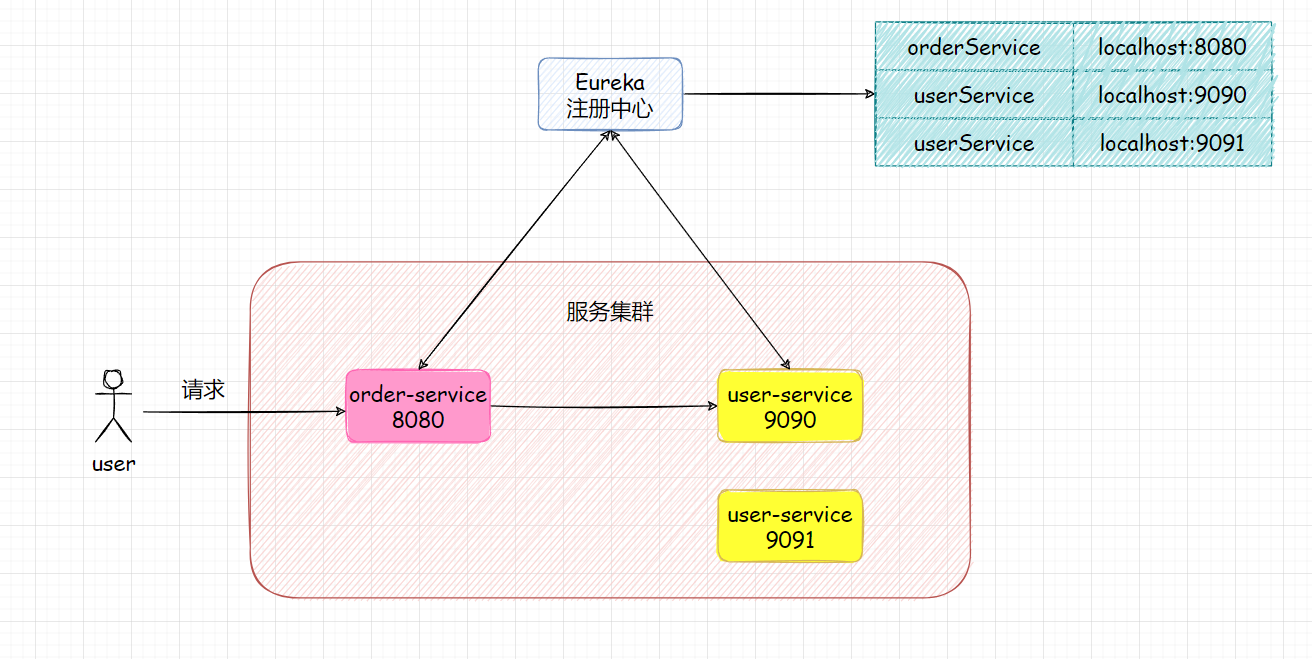 Eureka
注册中心
orderService localhost:8080
userService localhost:9090
userService localhost:9091
服务集群
请求
user
order-service
8080
user-service
9090
user-service
9091